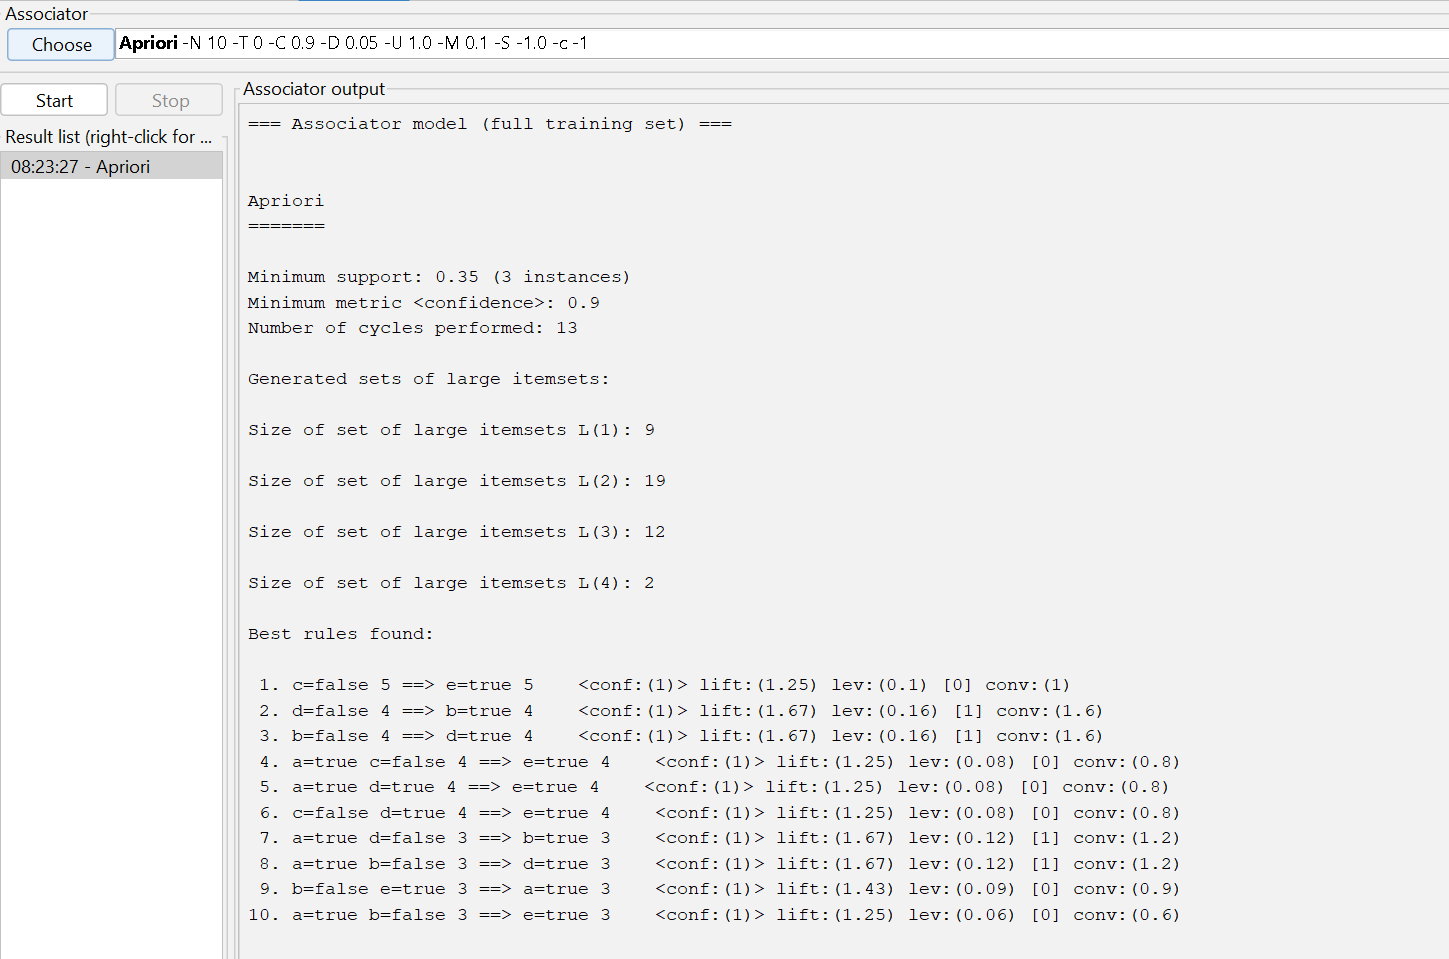 Associator
Choose Apriori -N 10 -T 0 -C 0.9 -D 0.05 -U 1.0 -M 0.1 -S -1.0 -c -1
Start Stop
Result list (right-click for ...
08:23:27 - Apriori
Associator output
=== Associator model (full training set) ===
Apriori
=======
Minimum support: 0.35 (3 instances)
Minimum metric <confidence>: 0.9
Number of cycles performed: 13
Generated sets of large itemsets:
Size of set of large itemsets L(1): 9
Size of set of large itemsets L(2): 19
Size of set of large itemsets L(3): 12
Size of set of large itemsets L(4): 2
Best rules found:
1. c=false 5 ==> e=true 5    <conf:(1)> lift:(1.25) lev:(0.1) [0] conv:(1)
2. d=false 4 ==> b=true 4    <conf:(1)> lift:(1.67) lev:(0.16) [1] conv:(1.6)
3. b=false 4 ==> d=true 4    <conf:(1)> lift:(1.67) lev:(0.16) [1] conv:(1.6)
4. a=true c=false 4 ==> e=true 4    <conf:(1)> lift:(1.25) lev:(0.08) [0] conv:(0.8)
5. a=true d=true 4 ==> e=true 4    <conf:(1)> lift:(1.25) lev:(0.08) [0] conv:(0.8)
6. c=false d=true 4 ==> e=true 4    <conf:(1)> lift:(1.25) lev:(0.08) [0] conv:(0.8)
7. a=true d=false 3 ==> b=true 3    <conf:(1)> lift:(1.67) lev:(0.12) [1] conv:(1.2)
8. a=true b=false 3 ==> d=true 3    <conf:(1)> lift:(1.67) lev:(0.12) [1] conv:(1.2)
9. b=false e=true 3 ==> a=true 3    <conf:(1)> lift:(1.43) lev:(0.09) [0] conv:(0.9)
10. a=true b=false 3 ==> e=true 3    <conf:(1)> lift:(1.25) lev:(0.06) [0] conv:(0.6)